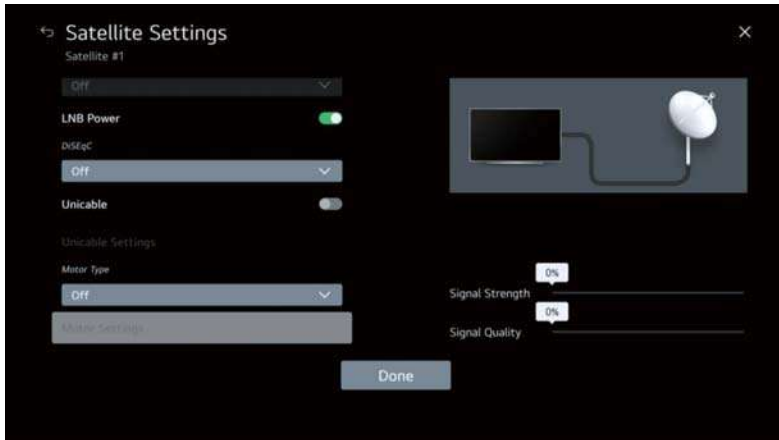 Satellite Settings
Satellite #1
Off
LNB Power
DiSEqC
Off
Unicable
Unicable Settings
Motor Type
Off
Motor Settings
0%
Signal Strength
0%
Signal Quality
Done